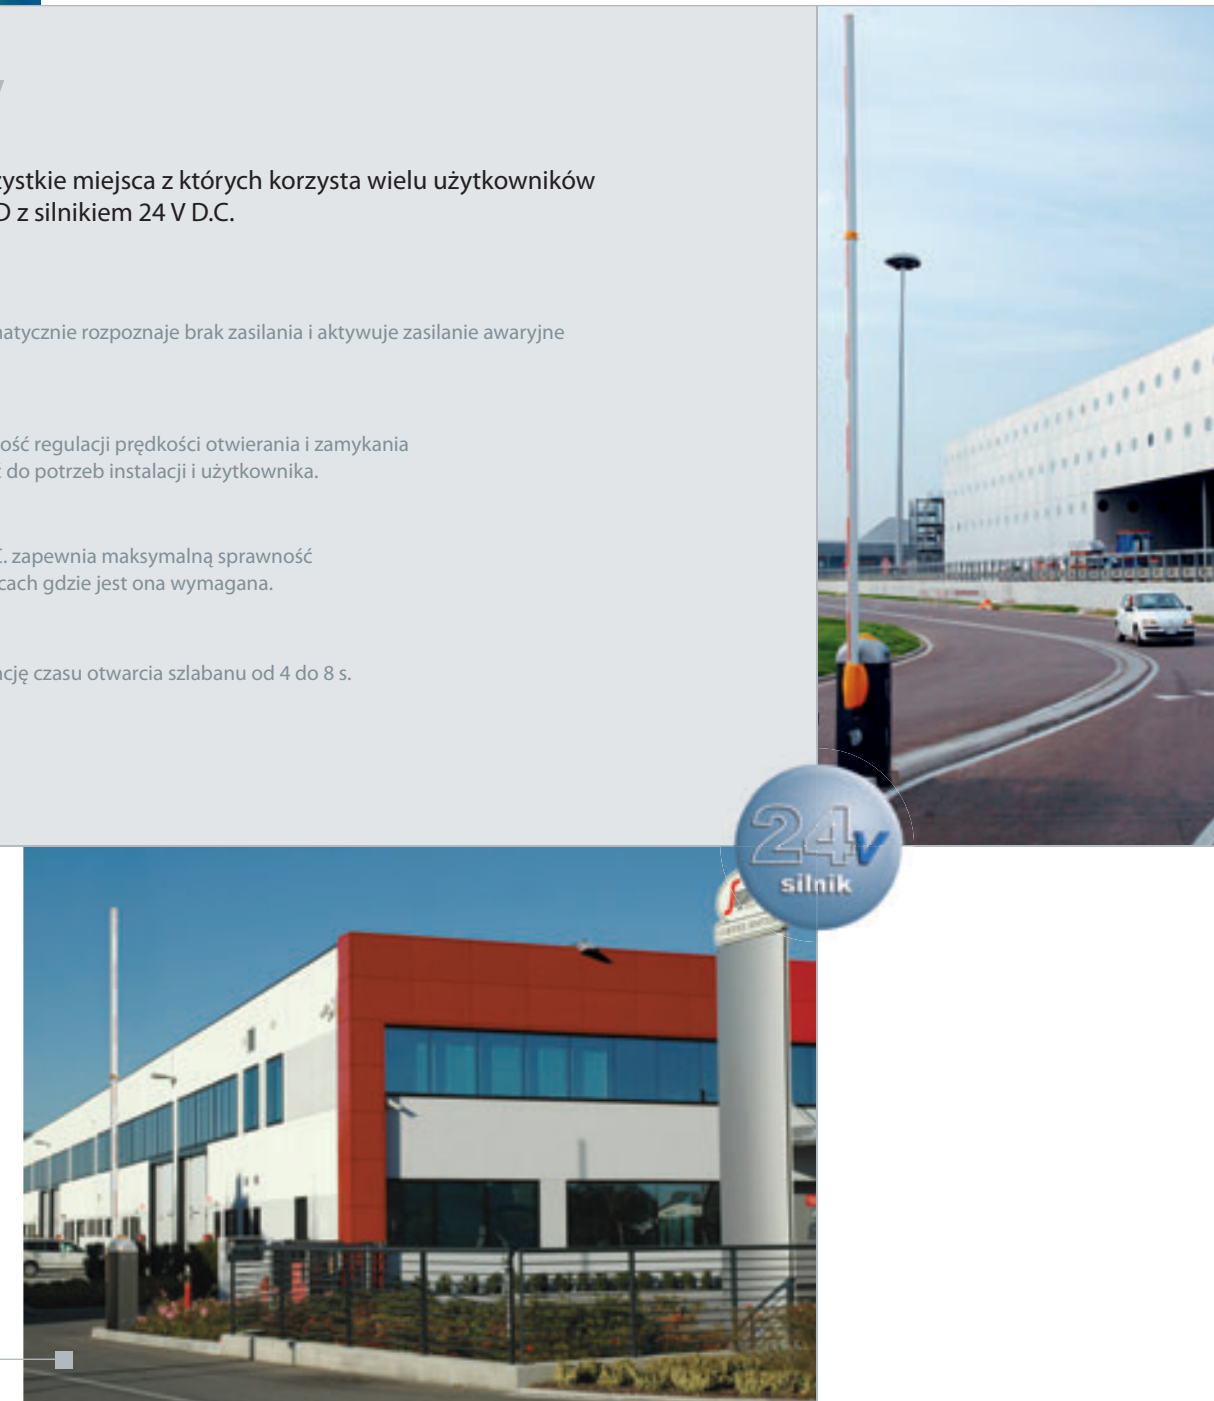 ystkie miejsca z których korzysta wielu użytkowników
D z silnikiem 24 V D.C.
natycznie rozpoznaje brak zasilania i aktywuje zasilanie awaryjne
ość regulacji prędkości otwierania i zamykania
do potrzeb instalacji i użytkownika.
C. zapewnia maksymalną sprawność
cach gdzie jest ona wymagana.
cję czasu otwarcia szlabanu od 4 do 8 s.
24v
silnik